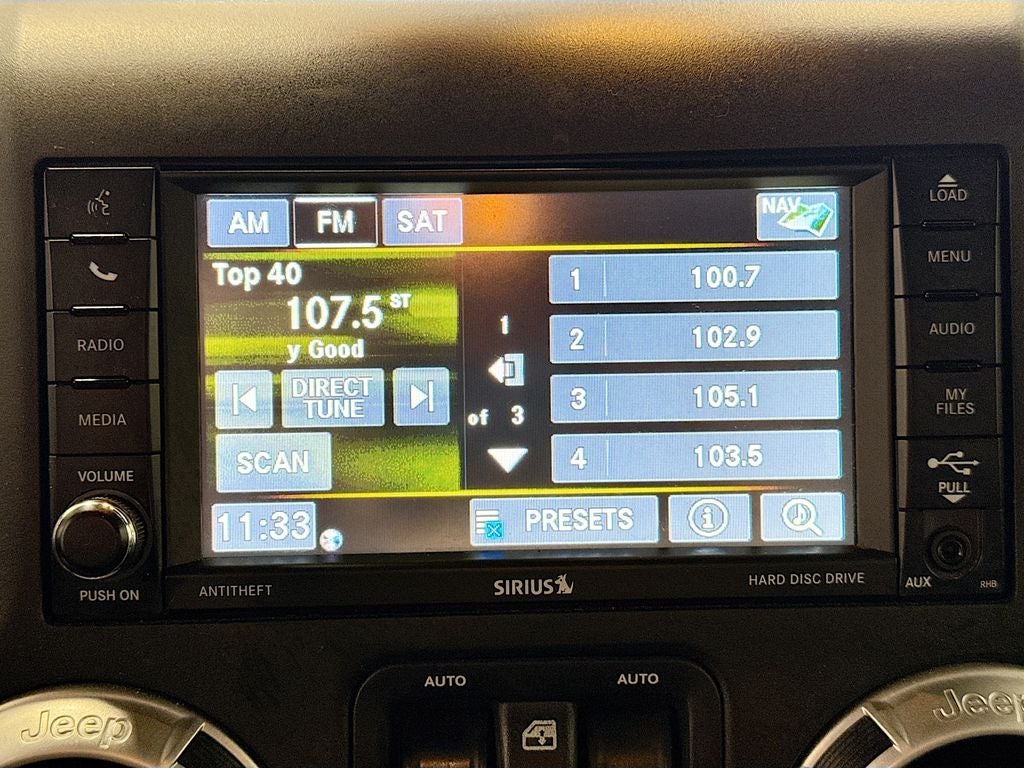 AM FM SAT NAV
Top 40
107.5 ST
y Good
DIRECT
TUNE
SCAN
11:33
1
of 3
1 100.7
2 102.9
3 105.1
4 103.5
PRESETS
RADIO
MEDIA
VOLUME
PUSH ON
LOAD
MENU
AUDIO
MY
FILES
PULL
AUX
RHB
ANTITHEFT
SIRIUS
HARD DISC DRIVE
AUTO AUTO
Jeep Jeep